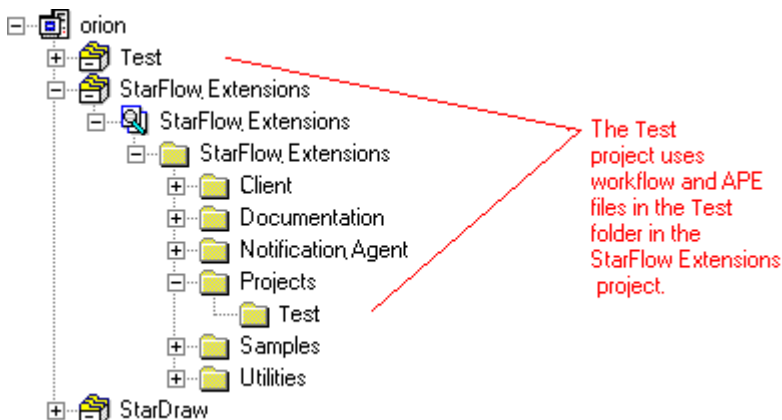 orion
Test
StarFlow Extensions
StarFlow Extensions
StarFlow Extensions
Client
Documentation
Notification Agent
Projects
Test
Samples
Utilities
StarDraw
The Test
project uses
workflow and APE
files in the Test
folder in the
StarFlow Extensions
project.